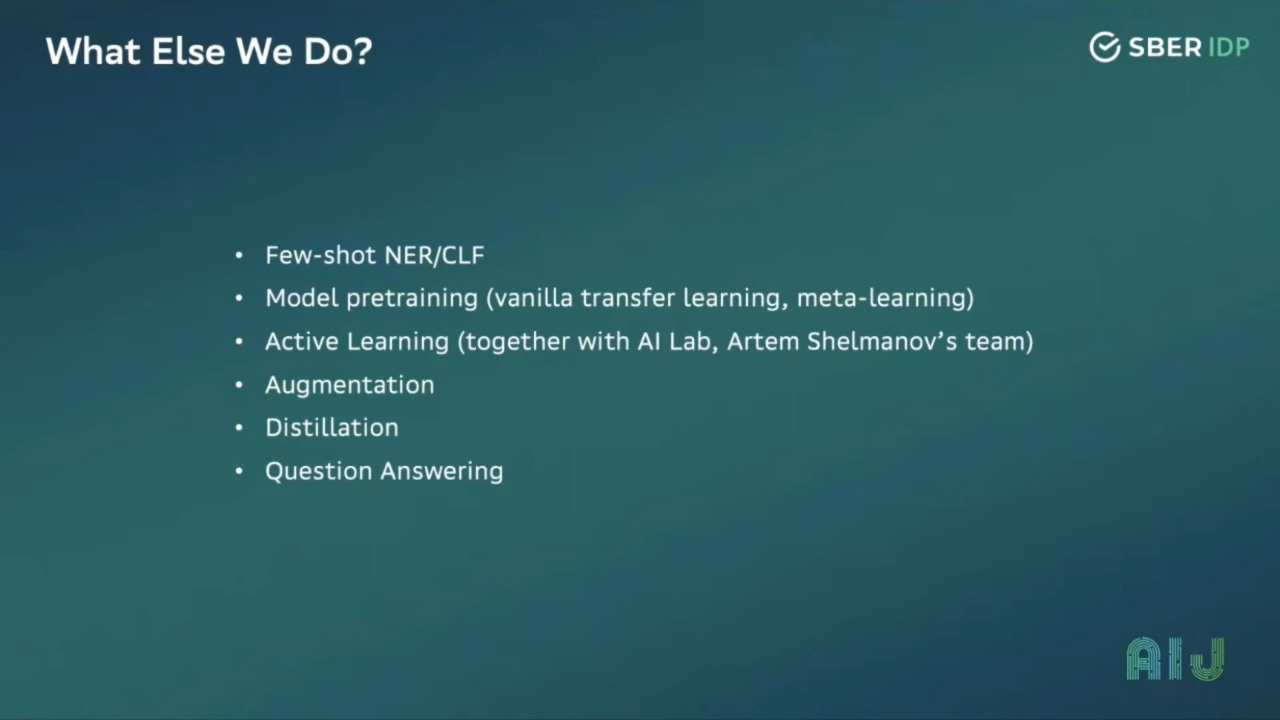 What Else We Do?
SBER IDP
• Few-shot NER/CLF
• Model pretraining (vanilla transfer learning, meta-learning)
• Active Learning (together with AI Lab, Artem Shelmanov’s team)
• Augmentation
• Distillation
• Question Answering
AIJ